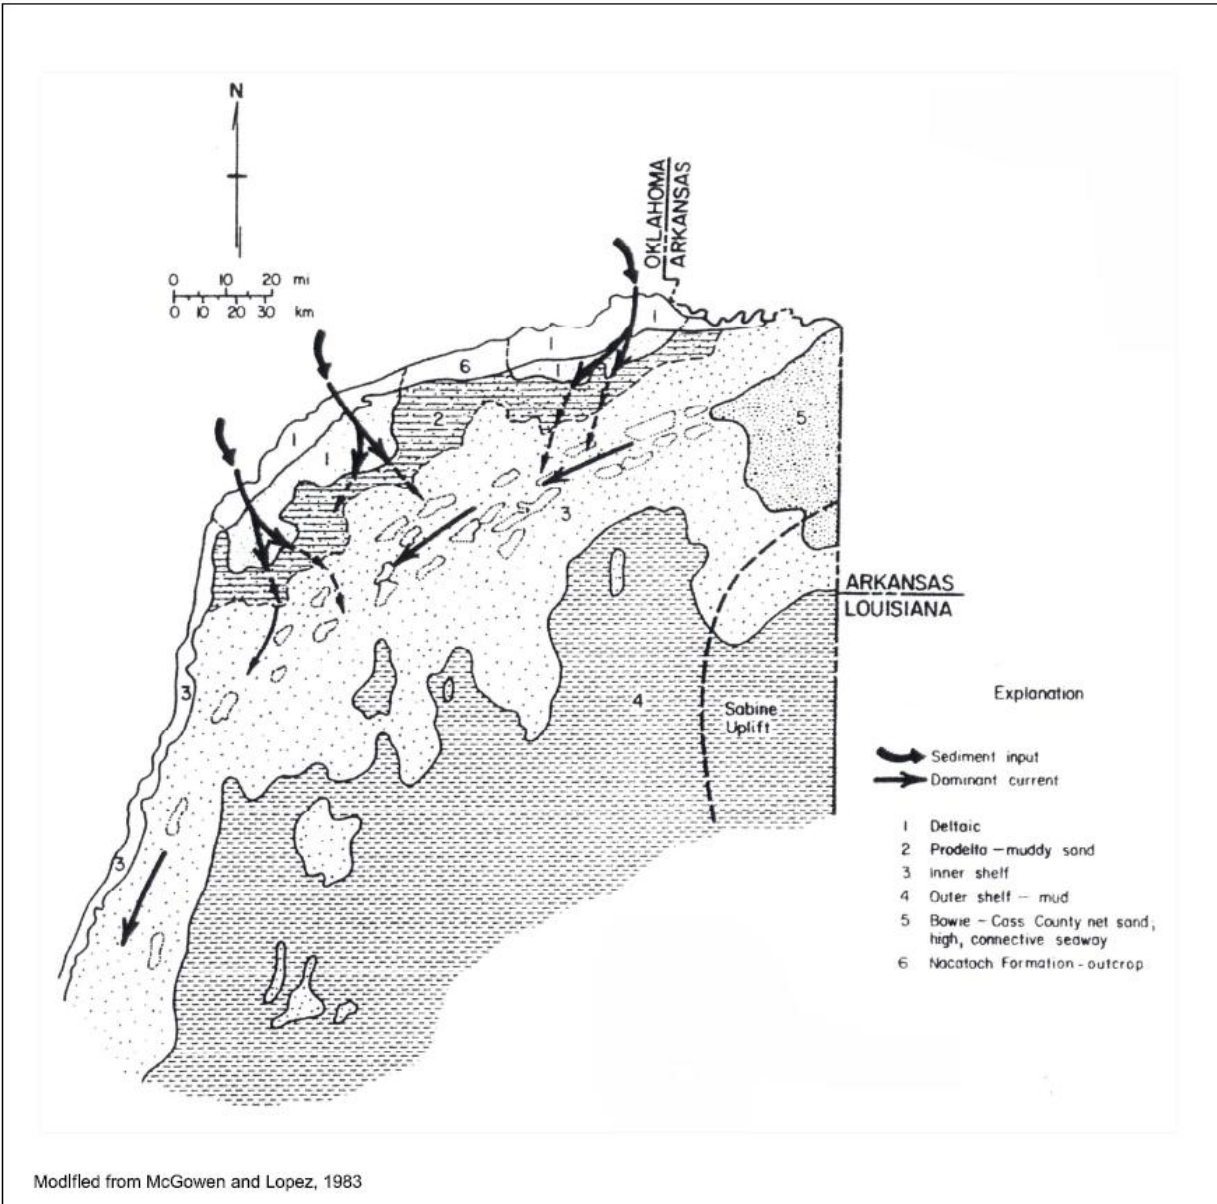 N
OKLAHOMA
ARKANSAS
0 10 20 mi
0 10 20 30 km
1
1
6
1
2
5
1
1
3
3
ARKANSAS
LOUISIANA
3
4
Sabine
Uplift
Explanation
Sediment input
Dominant current
1 Deltaic
2 Prodelta – muddy sand
3 Inner shelf
4 Outer shelf – mud
5 Bowie – Cass County net sand;
high, connective seaway
6 Nacatoch Formation - outcrop
Modified from McGowen and Lopez, 1983